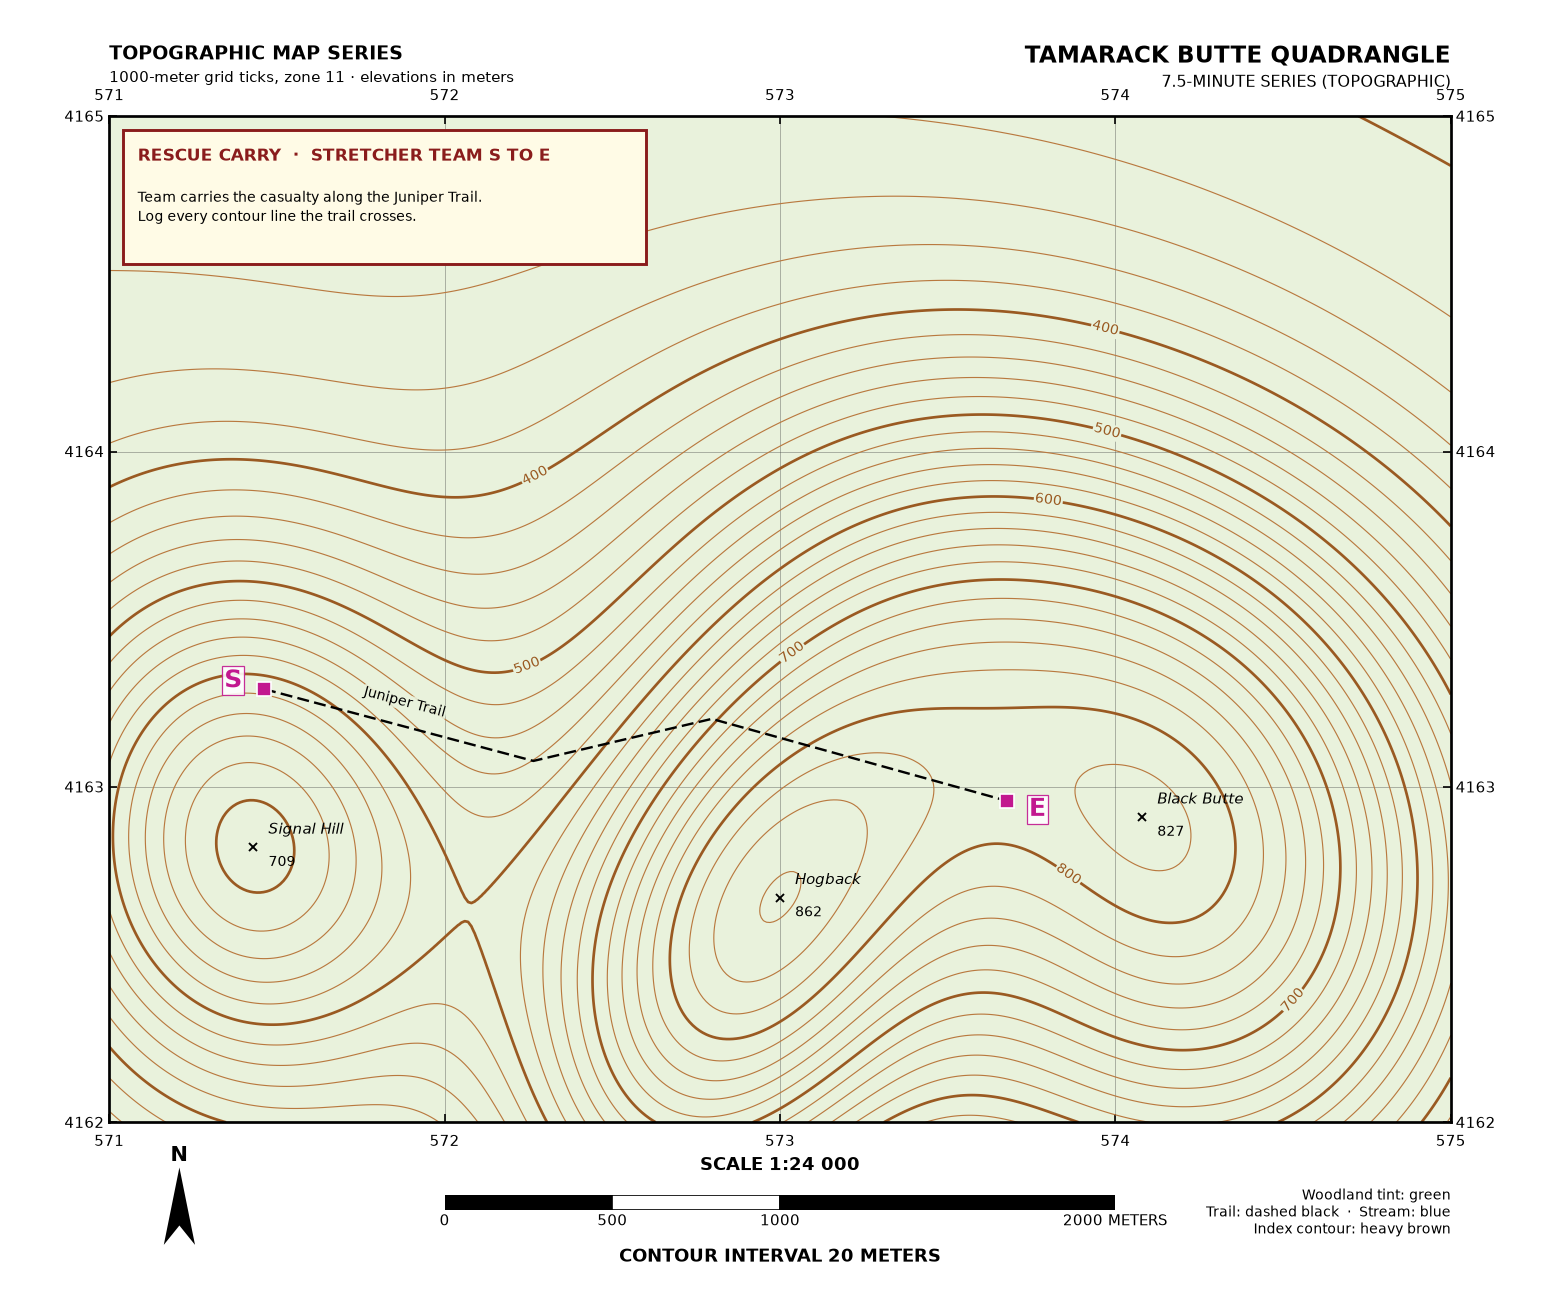 TOPOGRAPHIC MAP SERIES
1000-meter grid ticks, zone 11 · elevations in meters
TAMARACK BUTTE QUADRANGLE
7.5-MINUTE SERIES (TOPOGRAPHIC)
571 572 573 574 575
4165 4165
RESCUE CARRY · STRETCHER TEAM S TO E
Team carries the casualty along the Juniper Trail.
Log every contour line the trail crosses.
400
500
4164 4164
400
600
700
500
S
Juniper Trail
4163 4163
Black Butte
827
E
Signal Hill
709
800
Hogback
862
700
4162 4162
571 572 573 574 575
N
SCALE 1:24 000
0 500 1000 2000 METERS
CONTOUR INTERVAL 20 METERS
Woodland tint: green
Trail: dashed black · Stream: blue
Index contour: heavy brown